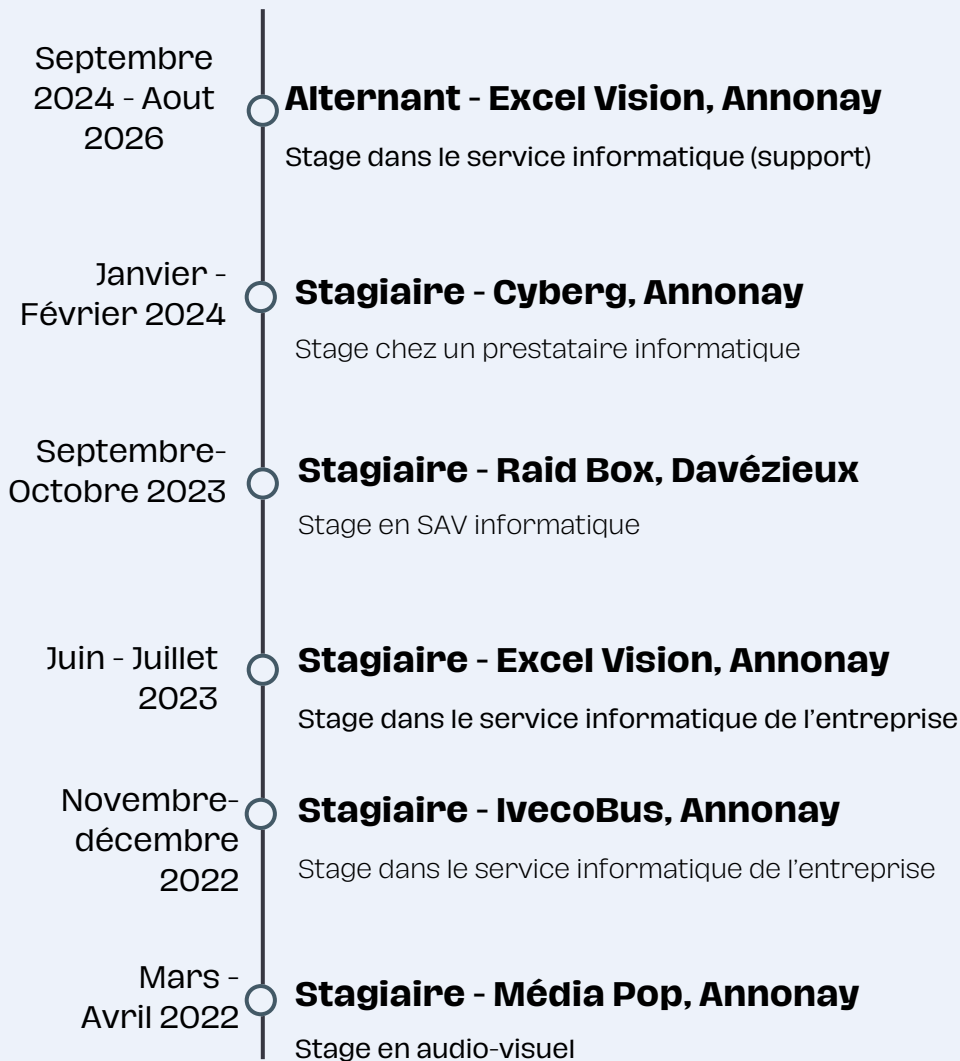 Septembre
2024 - Aout
2026
Alternant - Excel Vision, Annonay
Stage dans le service informatique (support)
Janvier -
Février 2024
Stagiaire - Cyberg, Annonay
Stage chez un prestataire informatique
Septembre-
Octobre 2023
Stagiaire - Raid Box, Davézieux
Stage en SAV informatique
Juin - Juillet
2023
Stagiaire - Excel Vision, Annonay
Stage dans le service informatique de l’entreprise
Novembre-
décembre
2022
Stagiaire - IvecoBus, Annonay
Stage dans le service informatique de l’entreprise
Mars -
Avril 2022
Stagiaire - Média Pop, Annonay
Stage en audio-visuel